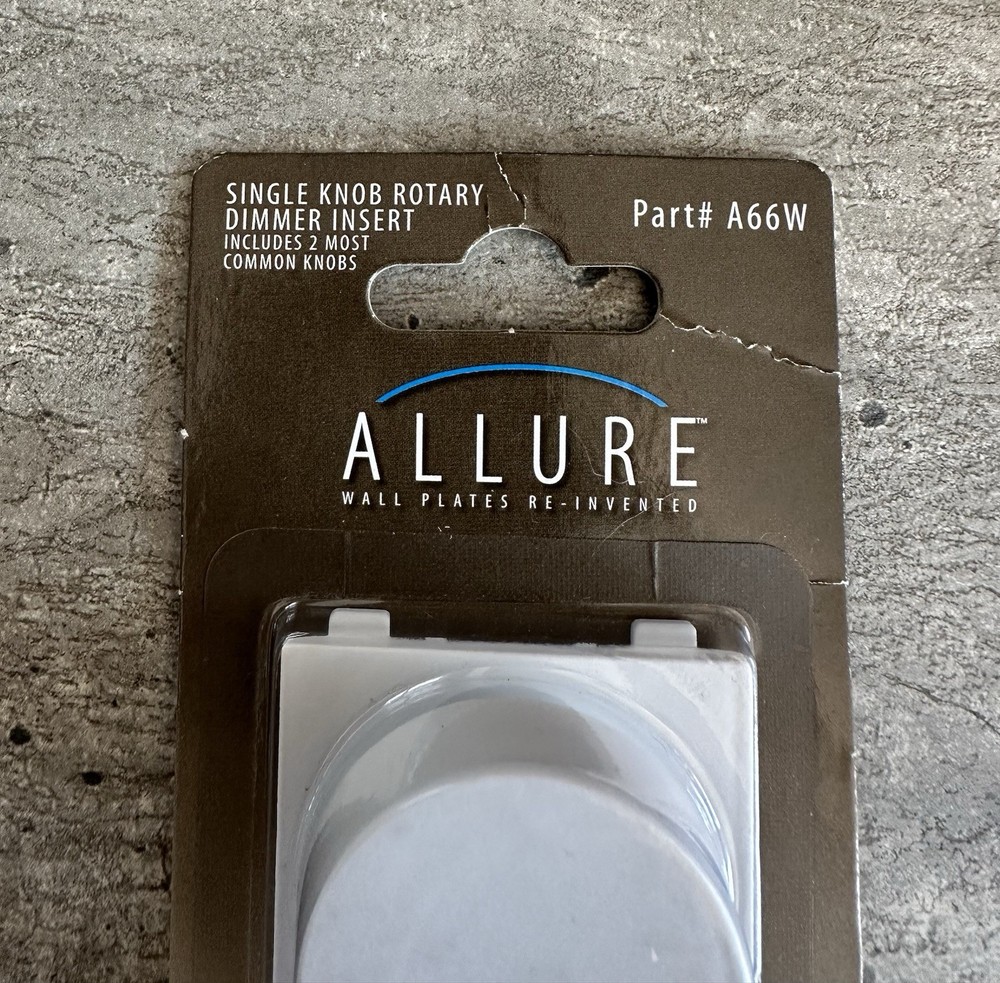 SINGLE KNOB ROTARY
DIMMER INSERT
INCLUDES 2 MOST
COMMON KNOBS
Part# A66W
ALLURE™
WALL PLATES RE-INVENTED